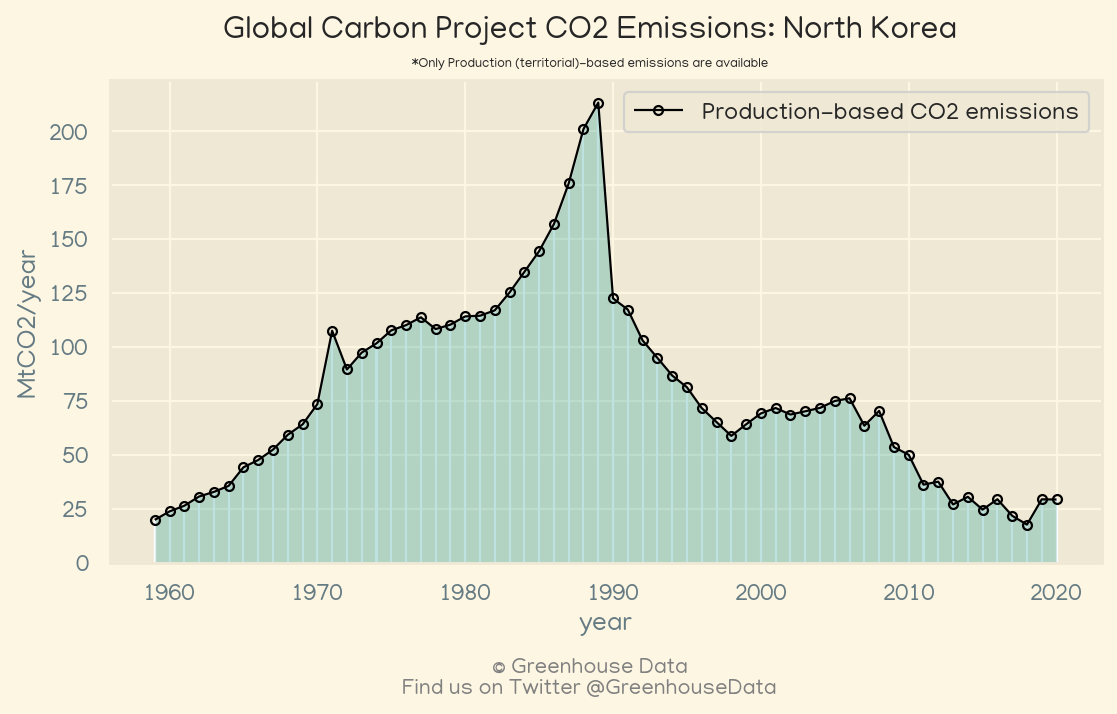 Global Carbon Project CO2 Emissions: North Korea
*Only Production (territorial)-based emissions are available
Production-based CO2 emissions
MtCO2/year
200
175
150
125
100
75
50
25
0
1960 1970 1980 1990 2000 2010 2020
year
© Greenhouse Data
Find us on Twitter @GreenhouseData